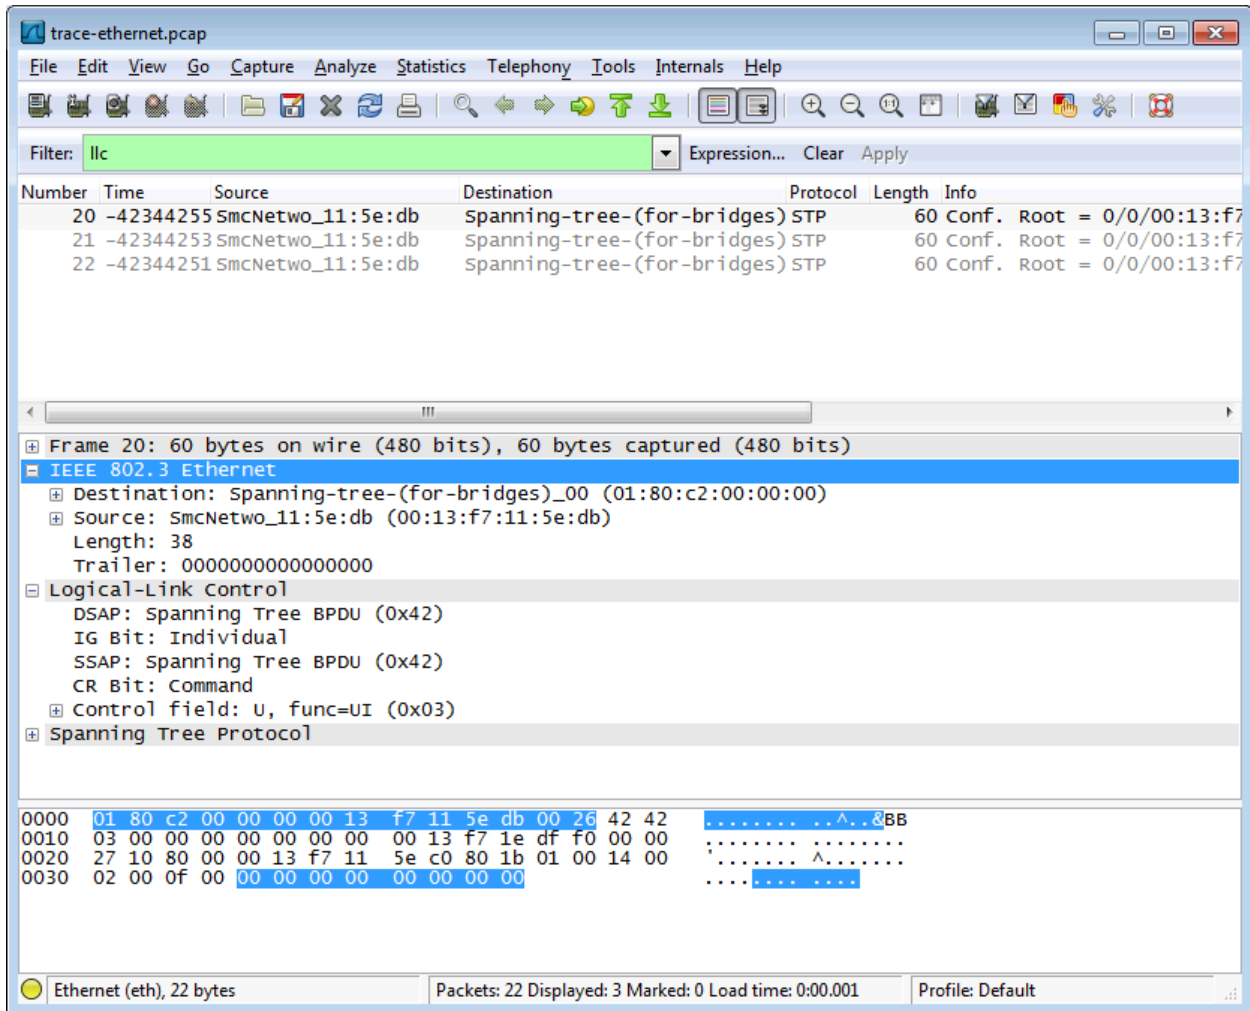 trace-ethernet.pcap
File Edit View Go Capture Analyze Statistics Telephony Tools Internals Help
Filter: llc Expression... Clear Apply
Number Time Source Destination Protocol Length Info
20 -42344255 SmcNetwo_11:5e:db Spanning-tree-(for-bridges) STP 60 Conf. Root = 0/0/00:13:f7
21 -42344253 SmcNetwo_11:5e:db Spanning-tree-(for-bridges) STP 60 Conf. Root = 0/0/00:13:f7
22 -42344251 SmcNetwo_11:5e:db Spanning-tree-(for-bridges) STP 60 Conf. Root = 0/0/00:13:f7
Frame 20: 60 bytes on wire (480 bits), 60 bytes captured (480 bits)
IEEE 802.3 Ethernet
Destination: Spanning-tree-(for-bridges)_00 (01:80:c2:00:00:00)
Source: SmcNetwo_11:5e:db (00:13:f7:11:5e:db)
Length: 38
Trailer: 0000000000000000
Logical-Link Control
DSAP: Spanning Tree BPDU (0x42)
IG Bit: Individual
SSAP: Spanning Tree BPDU (0x42)
CR Bit: Command
Control field: U, func=UI (0x03)
Spanning Tree Protocol
0000 01 80 c2 00 00 00 00 13 f7 11 5e db 00 26 42 42 ........ ..^..&BB
0010 03 00 00 00 00 00 00 00 00 13 f7 1e df f0 00 00 ........ ........
0020 27 10 80 00 00 13 f7 11 5e c0 80 1b 01 00 14 00 '....... ^.......
0030 02 00 0f 00 00 00 00 00 00 00 00 00 ........ ....
Ethernet (eth), 22 bytes Packets: 22 Displayed: 3 Marked: 0 Load time: 0:00.001 Profile: Default